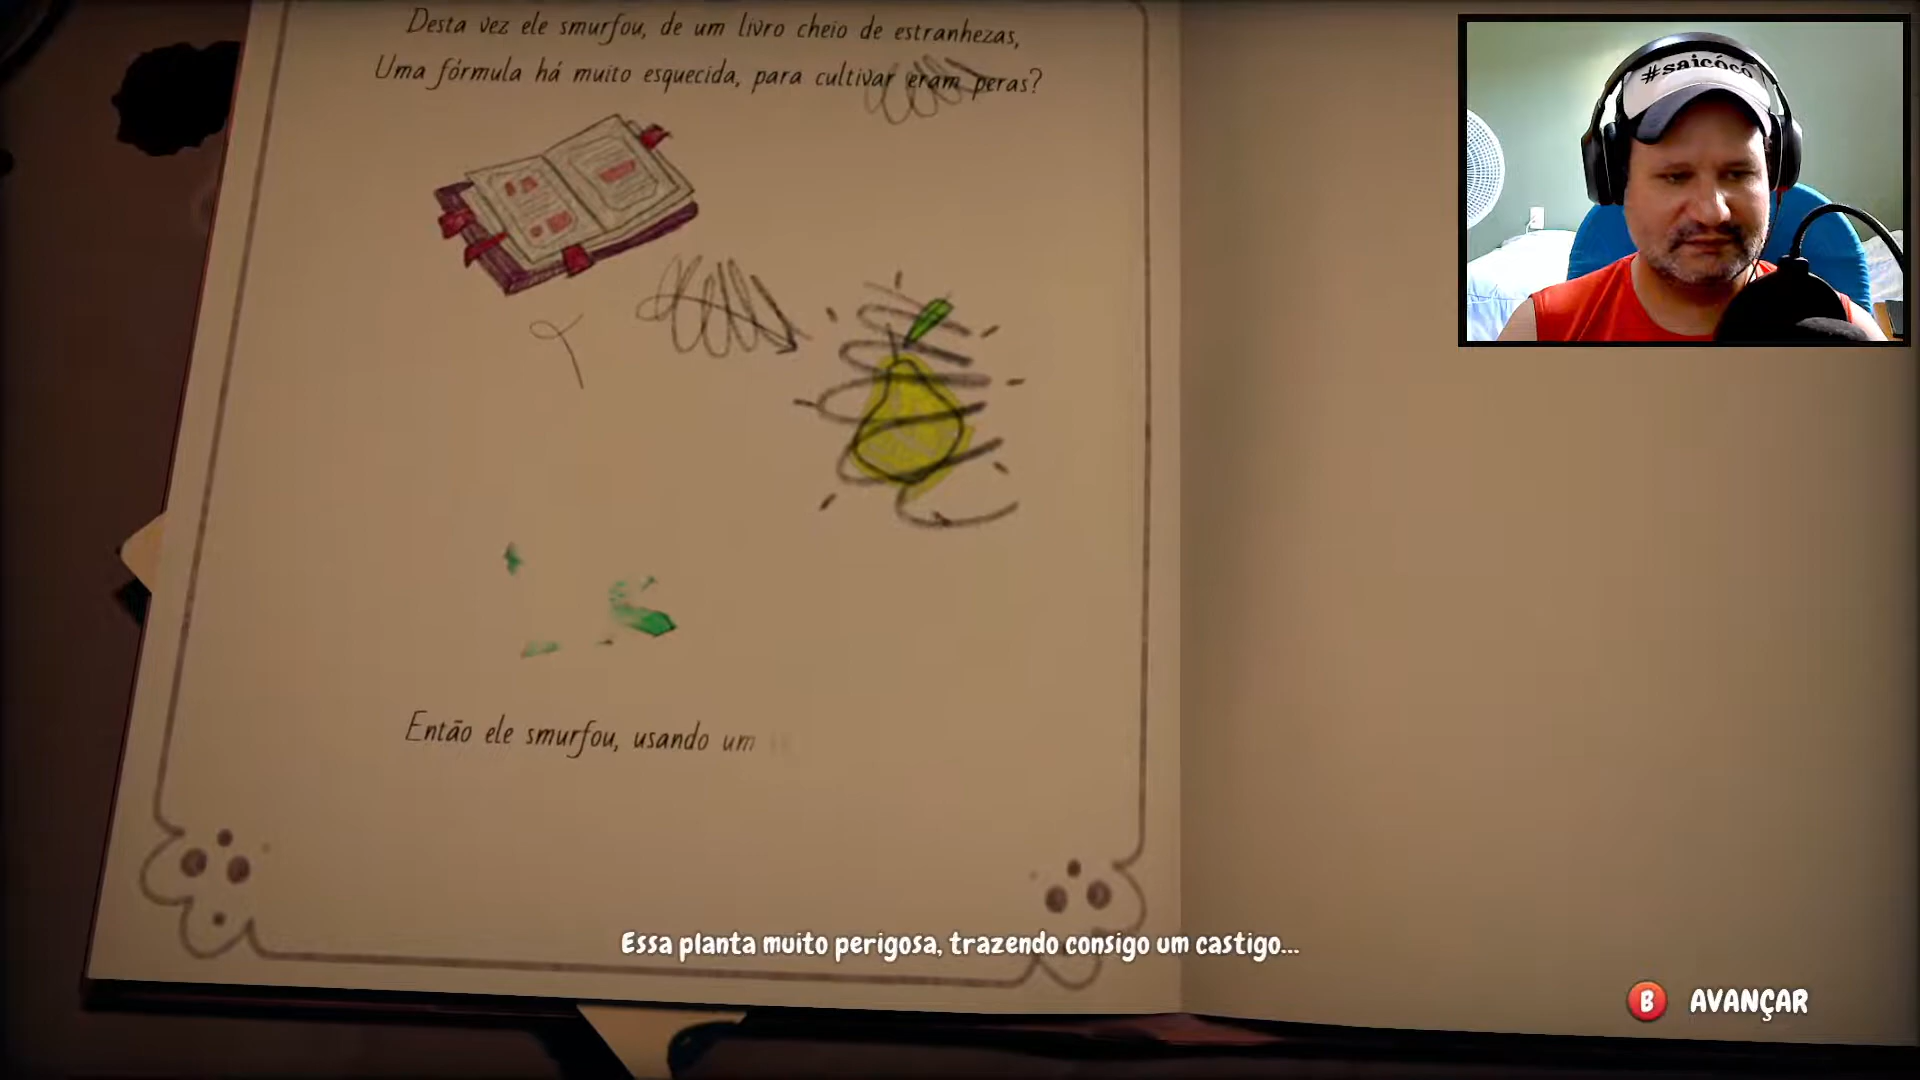 Desta vez ele smurfou, de um livro cheio de estranhezas,
Uma fórmula há muito esquecida, para cultivar eram peras?
#saicócó
Então ele smurfou, usando um
Essa planta muito perigosa, trazendo consigo um castigo...
B AVANÇAR